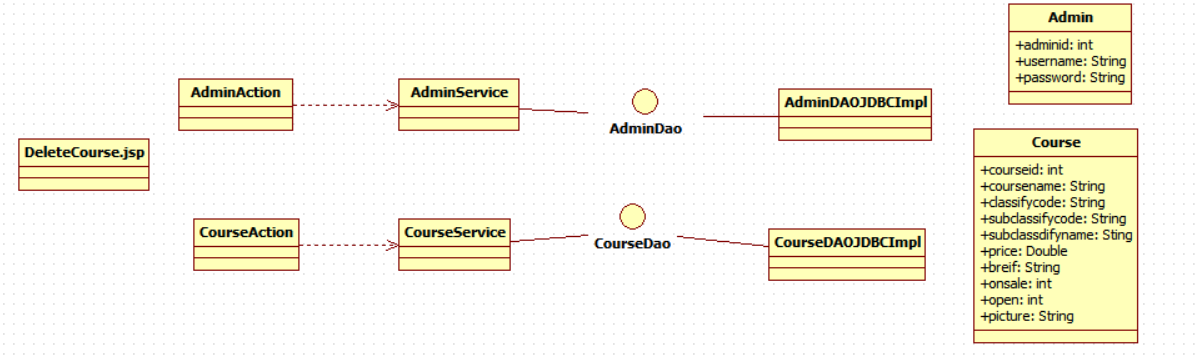 Admin
+adminid: int
+username: String
+password: String
AdminAction
AdminService
AdminDao
AdminDAOJDBCImpl
DeleteCourse.jsp
Course
+courseid: int
+coursename: String
+classifycode: String
+subclassifycode: String
+subclassdifyname: Sting
+price: Double
+breif: String
+onsale: int
+open: int
+picture: String
CourseAction
CourseService
CourseDao
CourseDAOJDBCImpl